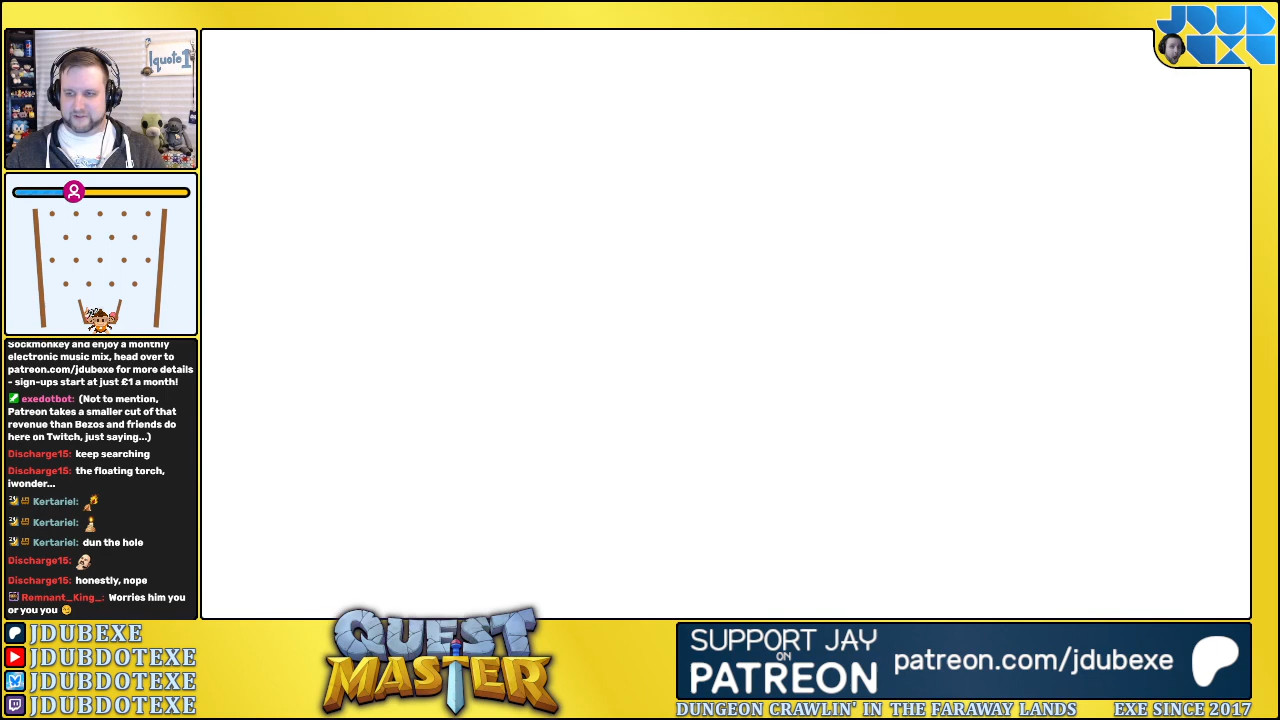 JDUB
EXE
!quote
Sockmonkey and enjoy a monthly
electronic music mix, head over to
patreon.com/jdubexe for more details
- sign-ups start at just £1 a month!
exedotbot: (Not to mention,
Patreon takes a smaller cut of that
revenue than Bezos and friends do
here on Twitch, just saying...)
Discharge15: keep searching
Discharge15: the floating torch,
iwonder...
Kertariel:
Kertariel:
Kertariel: dun the hole
Discharge15:
Discharge15: honestly, nope
Remnant_King_: Worries him you
or you you
JDUBEXE
JDUBDOTEXE
JDUBDOTEXE
JDUBDOTEXE
QUEST
MASTER
SUPPORT JAY
ON
PATREON
patreon.com/jdubexe
DUNGEON CRAWLIN' IN THE FARAWAY LANDS
EXE SINCE 2017